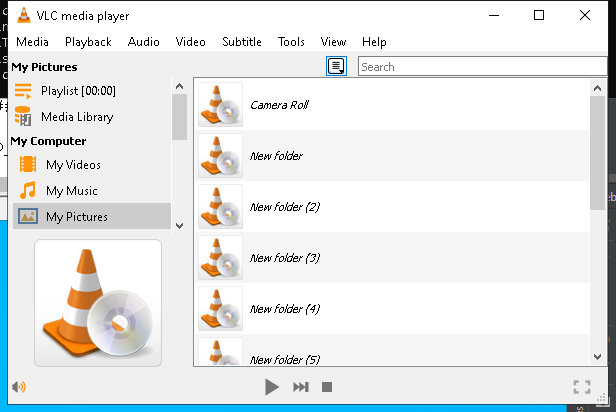 VLC media player
Media Playback Audio Video Subtitle Tools View Help
My Pictures
Search
Playlist [00:00]
Media Library
My Computer
My Videos
My Music
My Pictures
Camera Roll
New folder
New folder (2)
New folder (3)
New folder (4)
New folder (5)